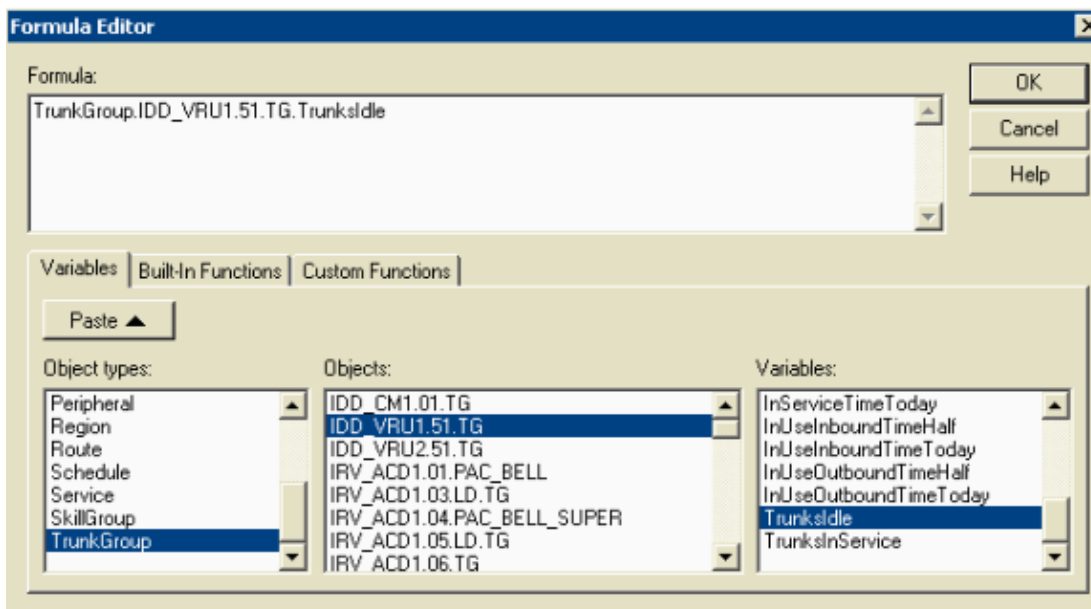 Formula Editor
Formula:
TrunkGroup.IDD_VRU1.51.TG.TrunksIdle
OK
Cancel
Help
Variables
Built-In Functions
Custom Functions
Paste
Object types:
Peripheral
Region
Route
Schedule
Service
SkillGroup
TrunkGroup
Objects:
IDD_CM1.01.TG
IDD_VRU1.51.TG
IDD_VRU2.51.TG
IRV_ACD1.01.PAC_BELL
IRV_ACD1.03.LD.TG
IRV_ACD1.04.PAC_BELL_SUPER
IRV_ACD1.05.LD.TG
IRV_ACD1.06.TG
Variables:
InServiceTimeToday
InUseInboundTimeHalf
InUseInboundTimeToday
InUseOutboundTimeHalf
InUseOutboundTimeToday
TrunksIdle
TrunksInService